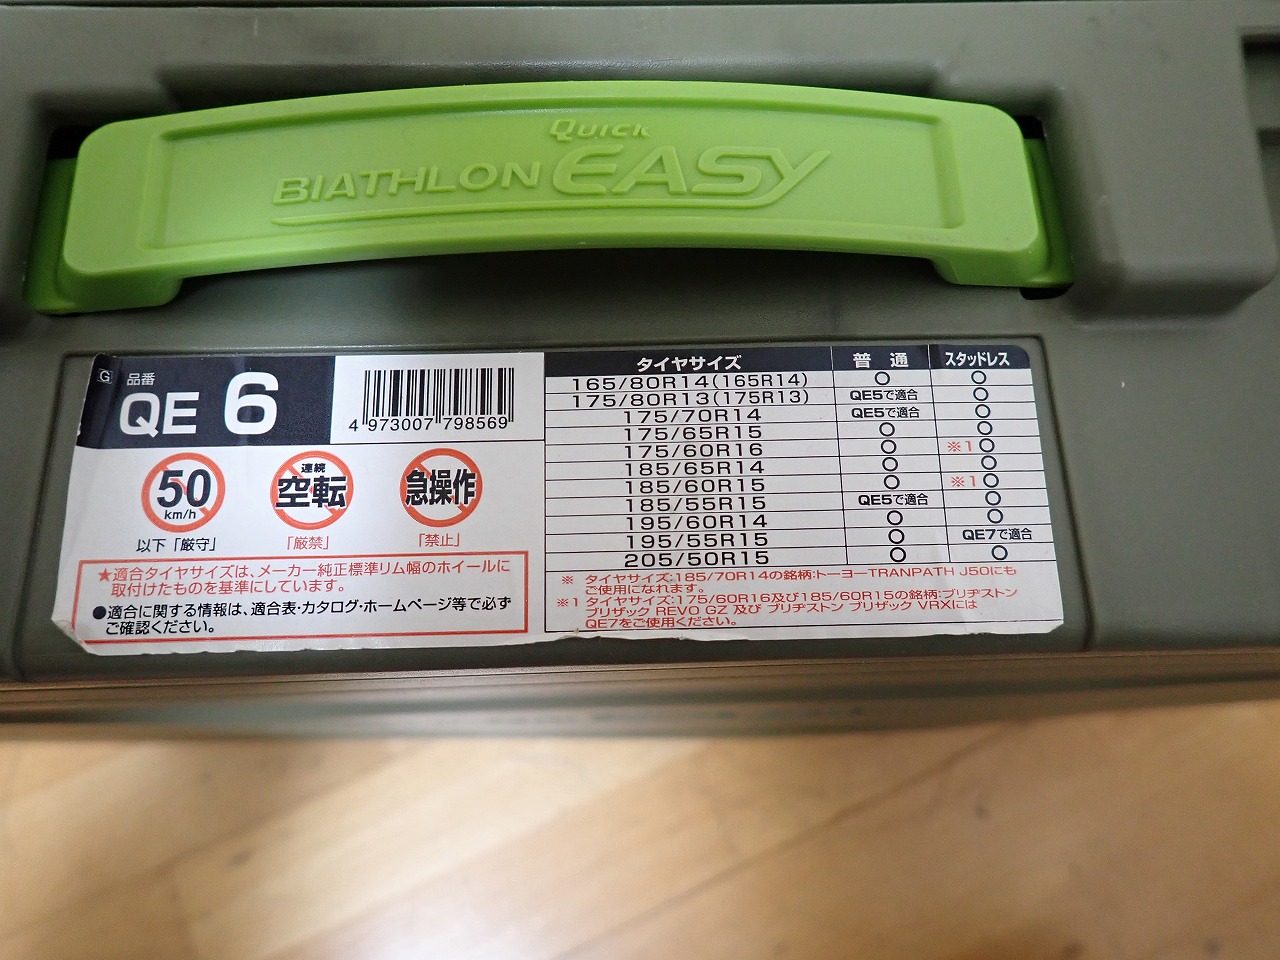 QUICK
BIATHLON EASY
G 品番
QE 6
4 973007 798569
50
km/h
以下「厳守」
連続
空転
「厳禁」
急操作
「禁止」
★適合タイヤサイズは、メーカー純正標準リム幅のホイールに
取付けたものを基準にしています。
●適合に関する情報は、適合表・カタログ・ホームページ等で必ず
ご確認ください。
タイヤサイズ 普通 スタッドレス
165/80R14(165R14) ○ ○
175/80R13(175R13) QE5で適合 ○
175/70R14 QE5で適合 ○
175/65R15 ○ ○
175/60R16 ○ ※1○
185/65R14 ○ ○
185/60R15 ○ ※1○
185/55R15 QE5で適合 ○
195/60R14 ○ ○
195/55R15 ○ QE7で適合
205/50R15 ○ ○
※ タイヤサイズ:185/70R14の銘柄:トーヨーTRANPATH J50にも
ご使用になれます。
※1 タイヤサイズ:175/60R16及び185/60R15の銘柄:ブリヂストン
ブリザック REVO GZ 及び ブリヂストン ブリザック VRXには
QE7をご使用ください。